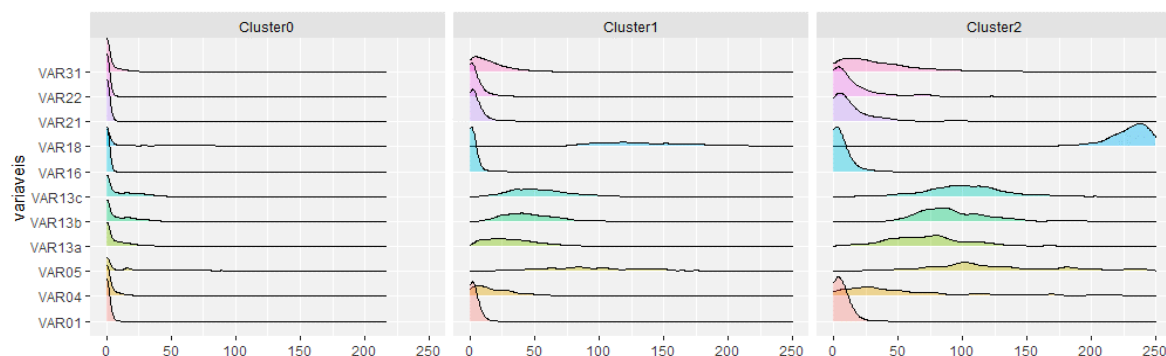 Cluster0 Cluster1 Cluster2
variaveis
VAR31
VAR22
VAR21
VAR18
VAR16
VAR13c
VAR13b
VAR13a
VAR05
VAR04
VAR01
0 50 100 150 200 250 0 50 100 150 200 250 0 50 100 150 200 250